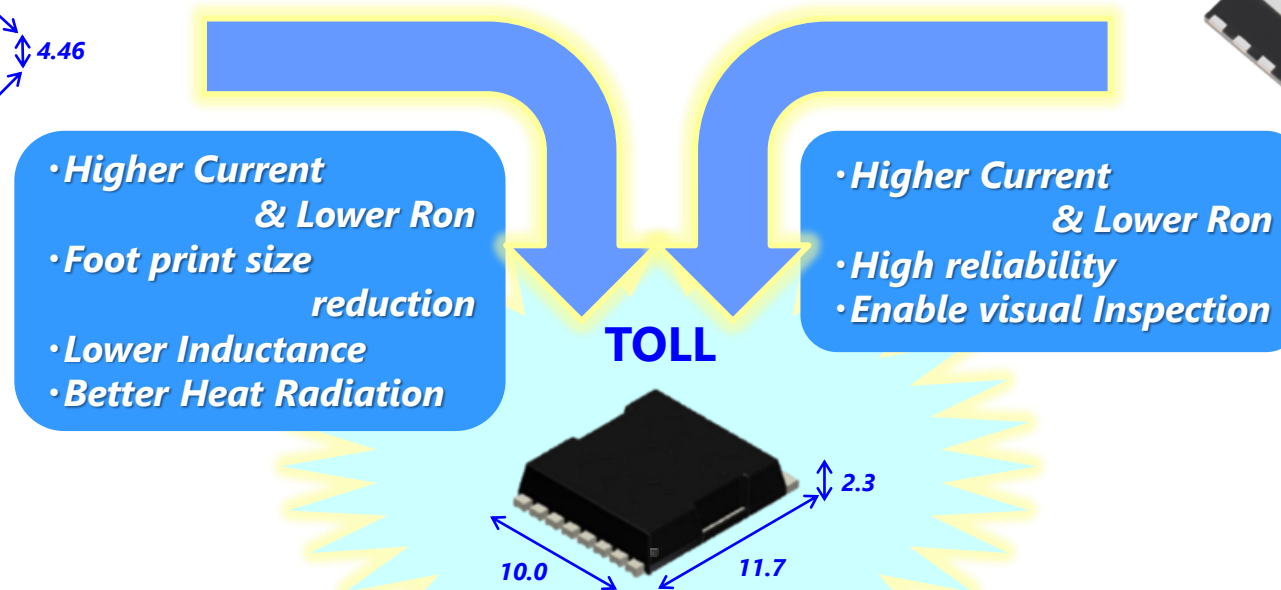 4.46
・Higher Current
& Lower Ron
・Foot print size
reduction
・Lower Inductance
・Better Heat Radiation
・Higher Current
& Lower Ron
・High reliability
・Enable visual Inspection
TOLL
2.3
10.0
11.7